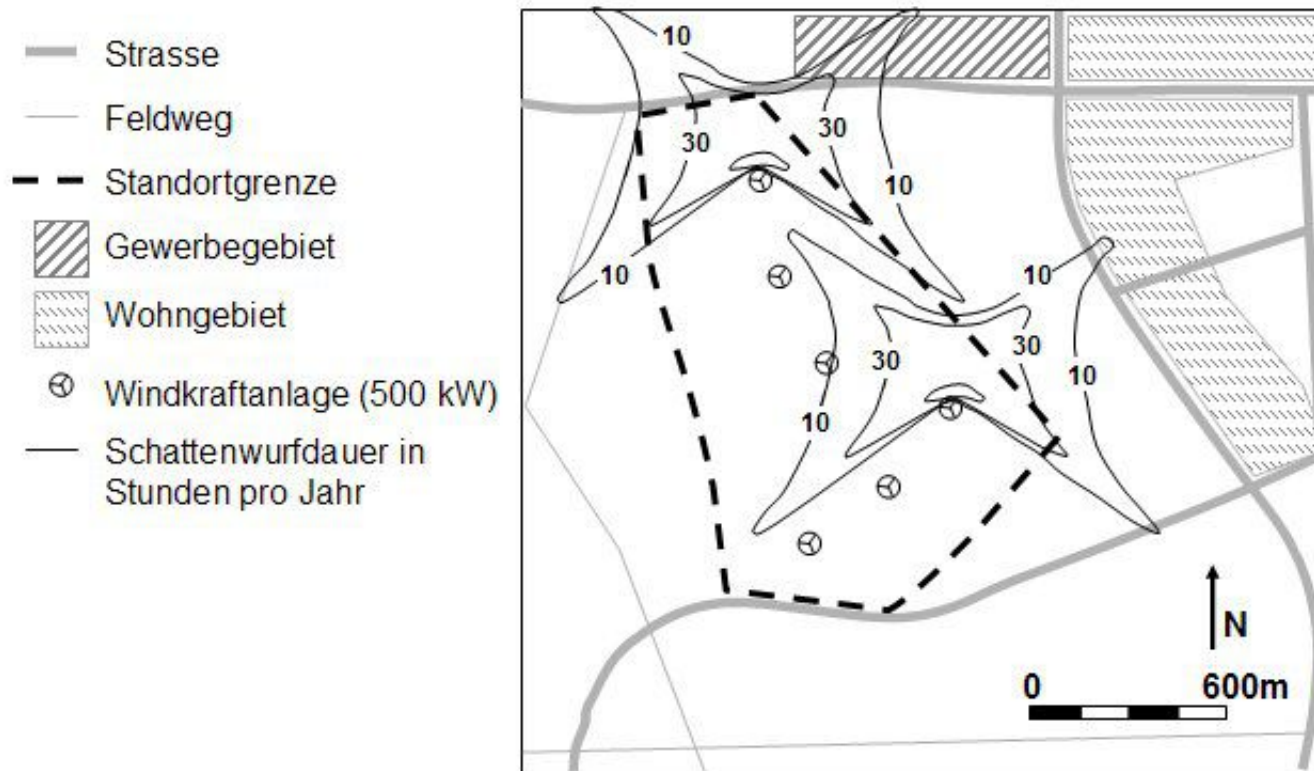 Strasse
Feldweg
Standortgrenze
Gewerbegebiet
Wohngebiet
Windkraftanlage (500 kW)
Schattenwurfdauer in
Stunden pro Jahr
10
30
30
10
10
10
30
30
10
10
N
0 600m